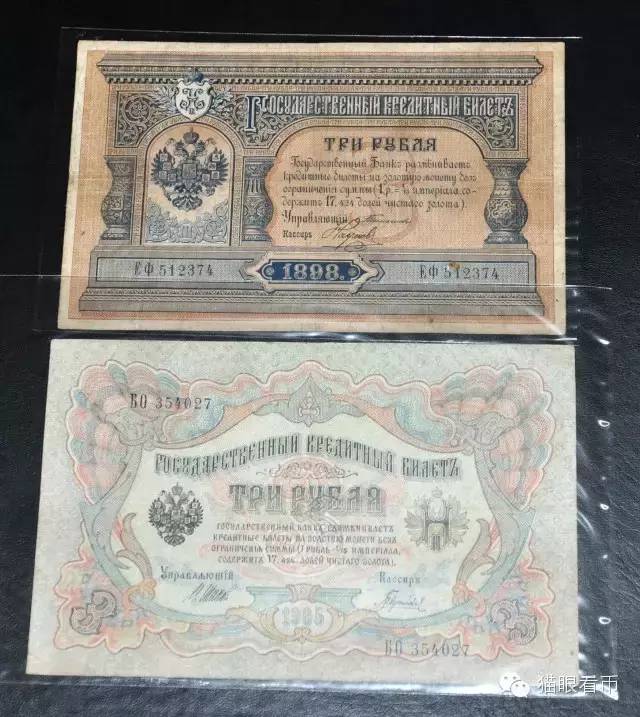 ГОСУДАРСТВЕННЫЙ КРЕДИТНЫЙ БИЛЕТЪ
ТРИ РУБЛЯ
Государственный Банкъ размѣниваетъ
кредитные билеты на золотую монету безъ
ограниченія суммы (1 р. = 1/15 имперіала, со-
держитъ 17,424 долей чистаго золота).
Управляющій
Кассиръ
ЕФ 512374
1898.
ЕФ 512374
БО 354027
ГОСУДАРСТВЕННЫЙ КРЕДИТНЫЙ БИЛЕТЪ
ТРИ РУБЛЯ
ГОСУДАРСТВЕННЫЙ БАНКЪ РАЗМѢНИВАЕТЪ
КРЕДИТНЫЕ БИЛЕТЫ НА ЗОЛОТУЮ МОНЕТУ БЕЗЪ
ОГРАНИЧЕНІЯ СУММЫ (1 РУБЛЬ = 1/15 ИМПЕРІАЛА,
СОДЕРЖИТЪ 17,424 ДОЛЕЙ ЧИСТАГО ЗОЛОТА).
Управляющій
Кассиръ
3
1905
3
БО 354027
猫眼看币